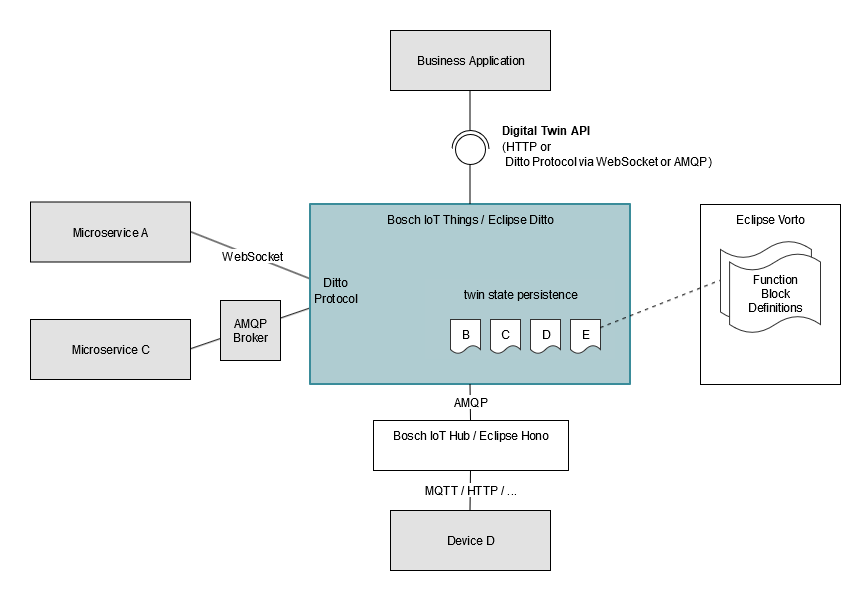 Business Application
Digital Twin API
(HTTP or
Ditto Protocol via WebSocket or AMQP)
Microservice A
WebSocket
Bosch IoT Things / Eclipse Ditto
Ditto
Protocol
twin state persistence
B
C
D
E
Eclipse Vorto
Function
Block
Definitions
AMQP
Broker
Microservice C
AMQP
Bosch IoT Hub / Eclipse Hono
MQTT / HTTP / ...
Device D